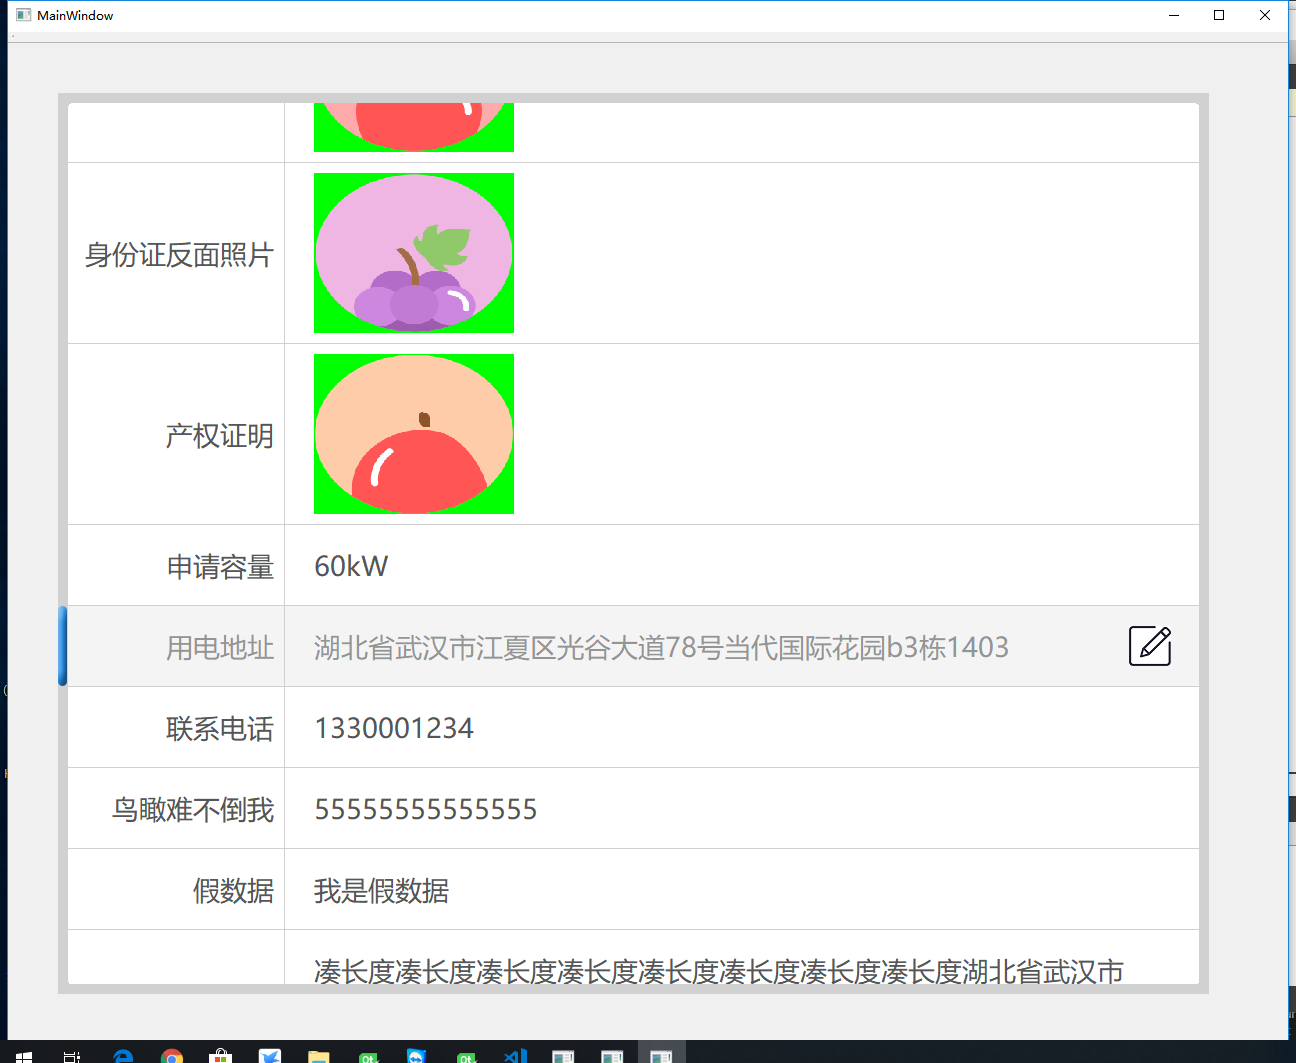 MainWindow
身份证反面照片
产权证明
申请容量
60kW
用电地址
湖北省武汉市江夏区光谷大道78号当代国际花园b3栋1403
联系电话
1330001234
鸟瞰难不倒我
55555555555555
假数据
我是假数据
凑长度凑长度凑长度凑长度凑长度凑长度凑长度凑长度湖北省武汉市